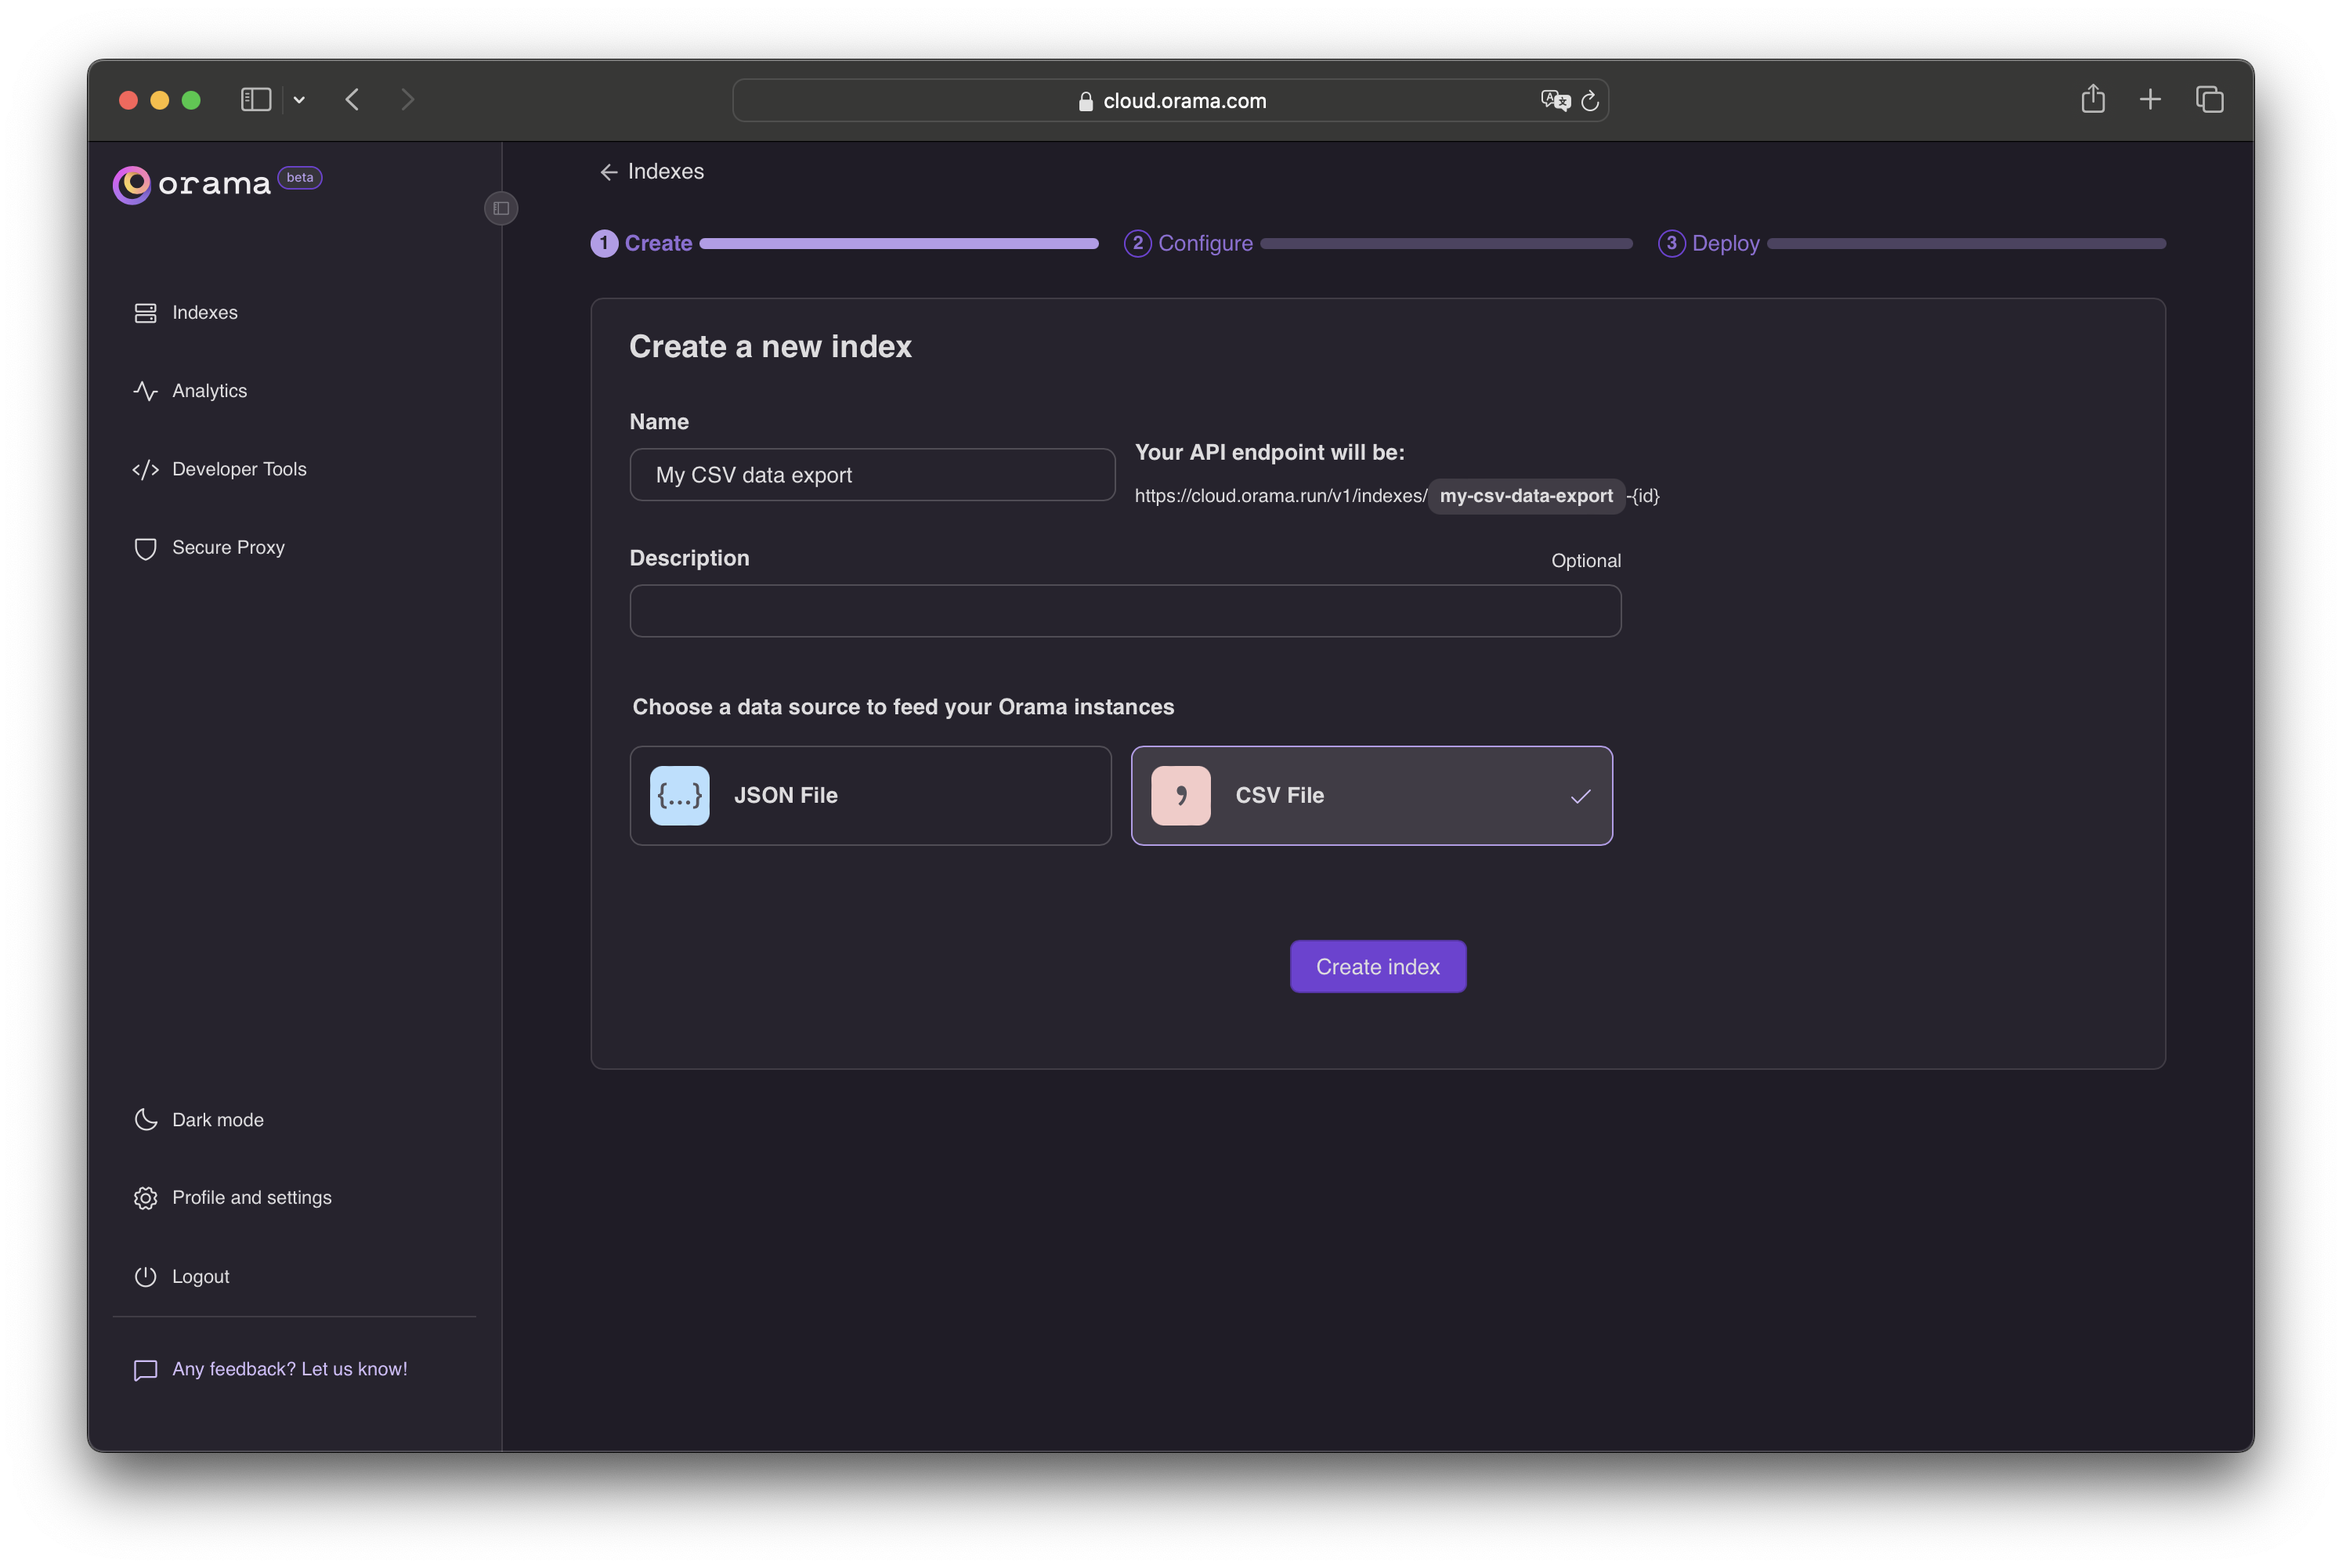 cloud.orama.com
orama beta
Indexes
Analytics
Developer Tools
Secure Proxy
Dark mode
Profile and settings
Logout
Any feedback? Let us know!
← Indexes
1 Create 2 Configure 3 Deploy
Create a new index
Name
My CSV data export
Your API endpoint will be:
https://cloud.orama.run/v1/indexes/ my-csv-data-export -{id}
Description Optional
Choose a data source to feed your Orama instances
{...} JSON File
, CSV File
Create index